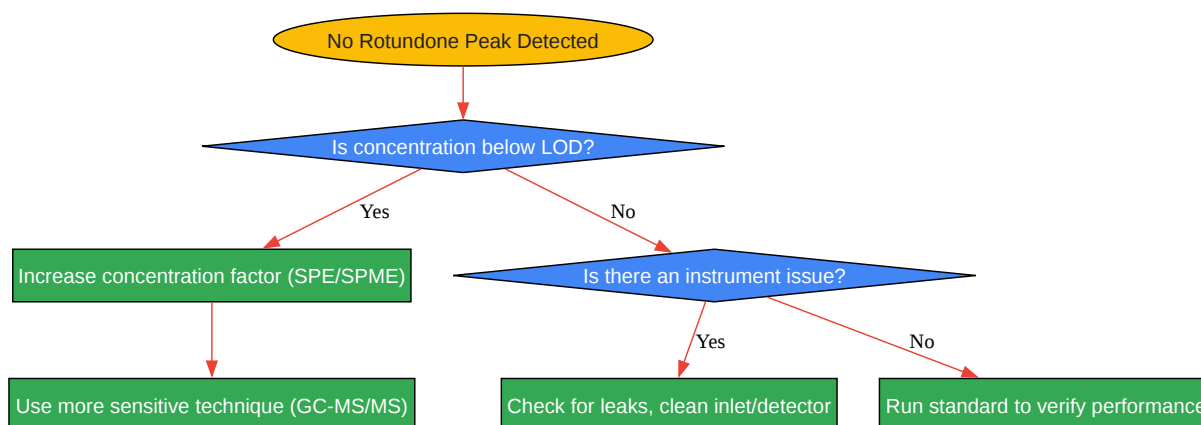 No Rotundone Peak Detected
Is concentration below LOD?
Yes
No
Increase concentration factor (SPE/SPME)
Is there an instrument issue?
Yes
No
Use more sensitive technique (GC-MS/MS)
Check for leaks, clean inlet/detector
Run standard to verify performance